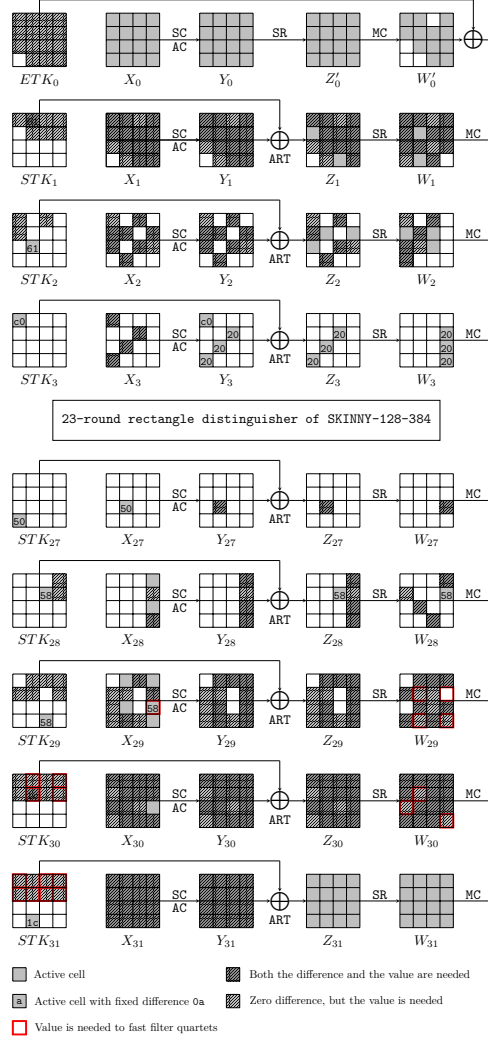 SC SR MC
AC
ETK0 X0 Y0 Z′0 W′0
SC SR MC
AC ART
STK1 X1 Y1 Z1 W1
61
SC SR MC
AC ART
STK2 X2 Y2 Z2 W2
c0 c0
20 20 20
SC SR MC
20 20 20
AC
20 20 20
ART
STK3 X3 Y3 Z3 W3
23-round rectangle distinguisher of SKINNY-128-384
SC SR MC
50
AC
50
ART
STK27 X27 Y27 Z27 W27
SC SR MC
58 58 58
AC ART
STK28 X28 Y28 Z28 W28
SC SR MC
58
AC
58
ART
STK29 X29 Y29 Z29 W29
SC SR MC
AC ART
STK30 X30 Y30 Z30 W30
SC SR MC
AC
1c
ART
STK31 X31 Y31 Z31 W31
Active cell Both the difference and the value are needed
a Active cell with fixed difference 0a Zero difference, but the value is needed
Value is needed to fast filter quartets